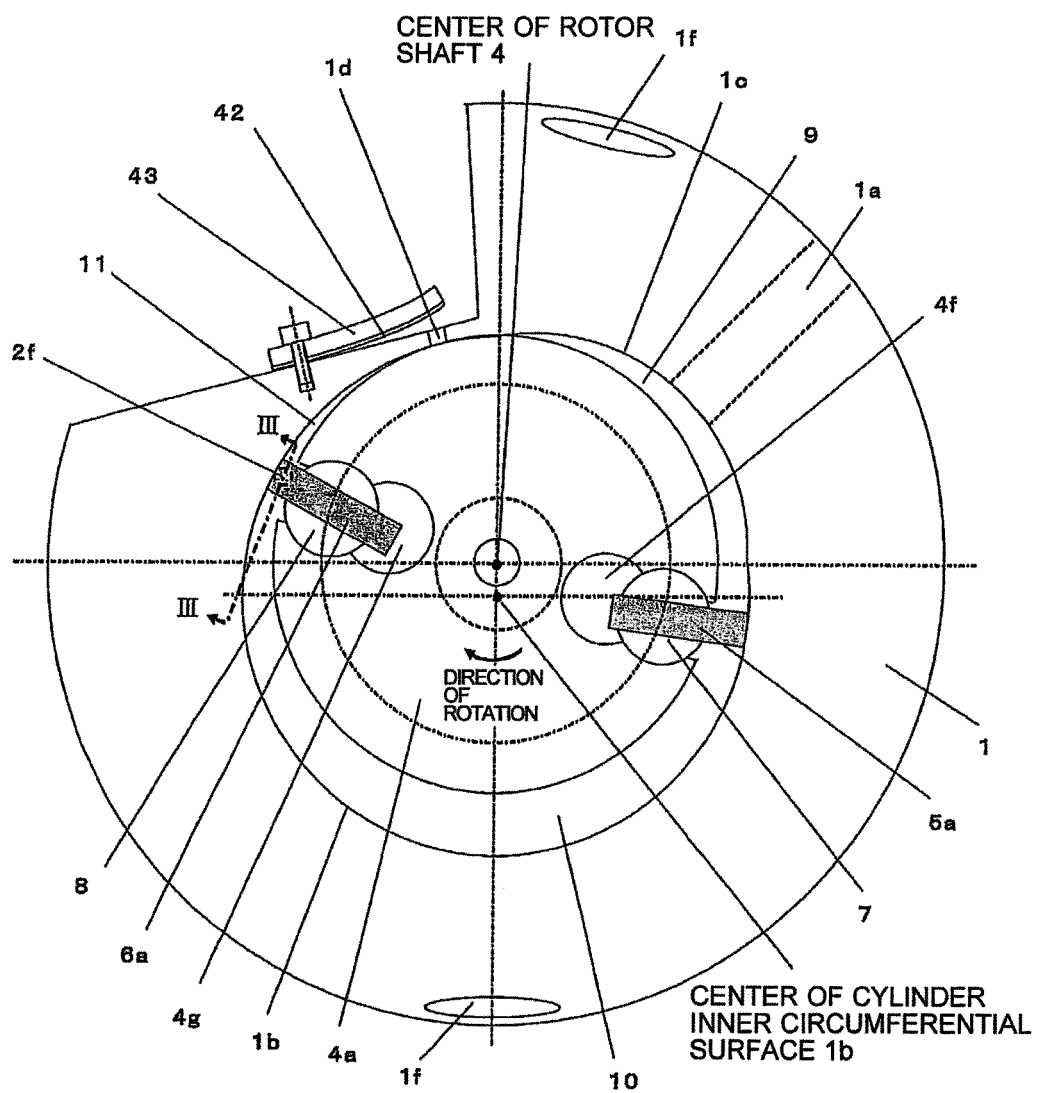 CENTER OF ROTOR
SHAFT 4
1f
1d
1c
42
9
43
1a
11
4f
2f
III
III
DIRECTION
OF
ROTATION
1
5a
8
7
6a
4g
1b
4a
1f
10
CENTER OF CYLINDER
INNER CIRCUMFERENTIAL
SURFACE 1b